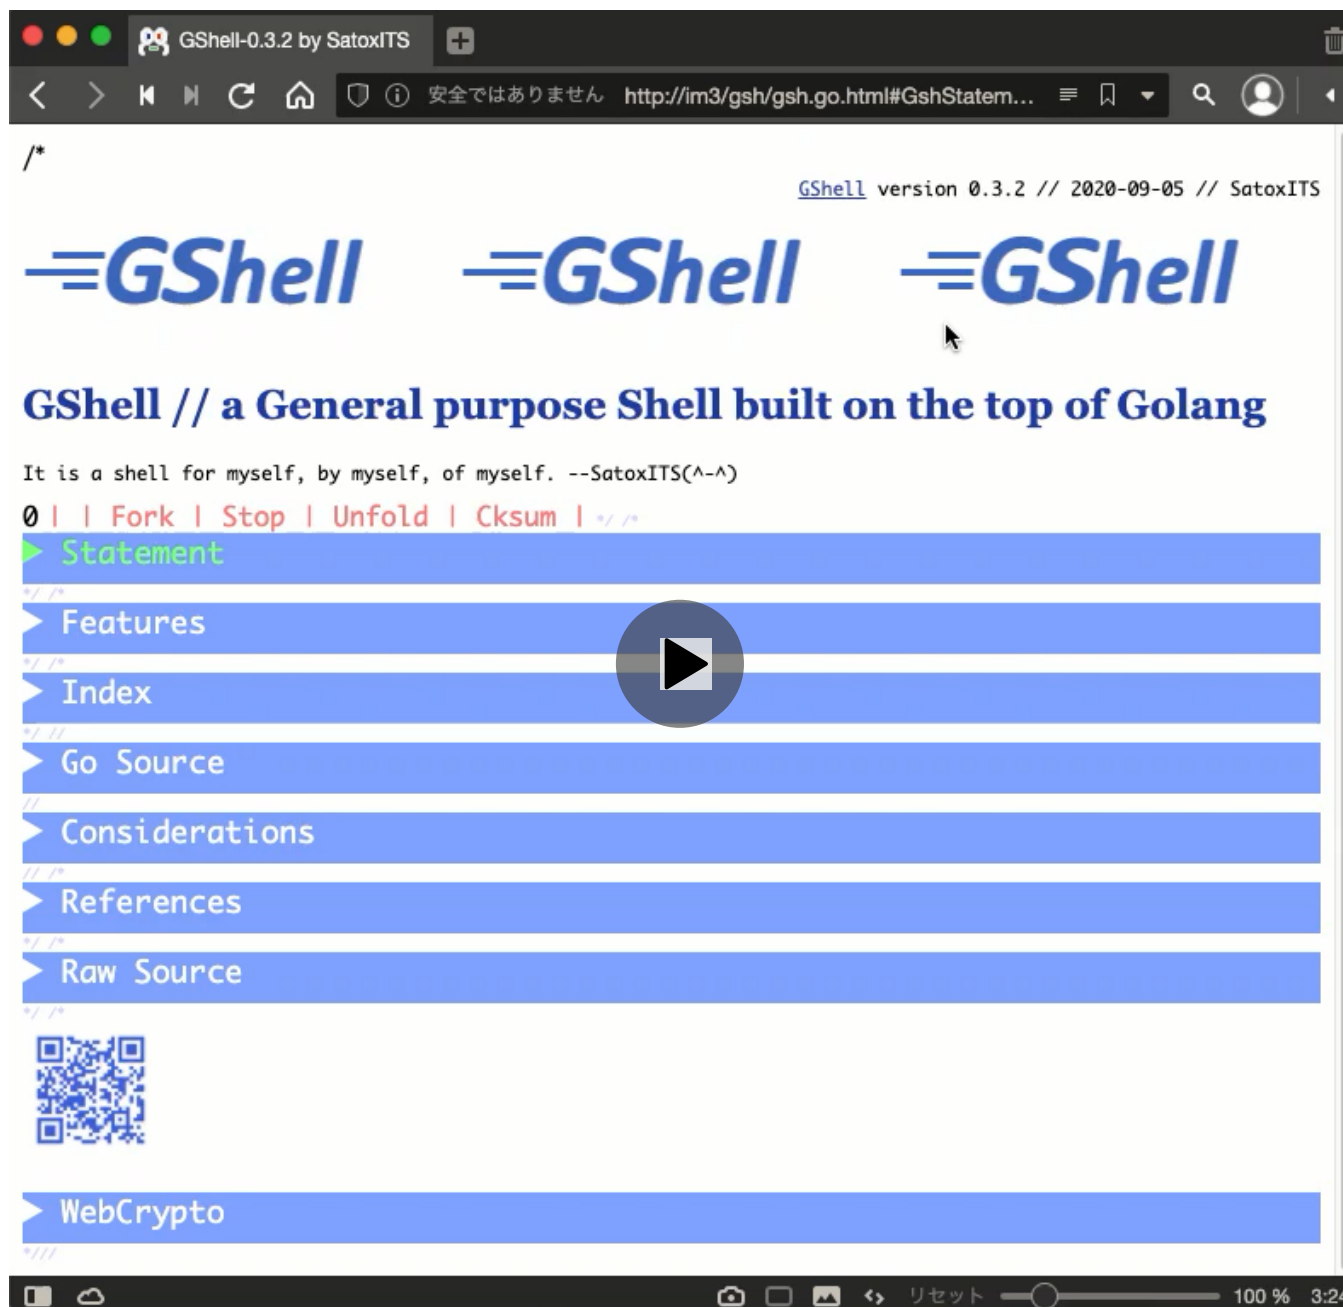 GShell-0.3.2 by SatoxITS
安全ではありません http://im3/gsh/gsh.go.html#GshStatem...
/*
GShell version 0.3.2 // 2020-09-05 // SatoxITS
GShell GShell GShell
GShell // a General purpose Shell built on the top of Golang
It is a shell for myself, by myself, of myself. --SatoxITS(^-^)
0 | | Fork | Stop | Unfold | Cksum | */ /*
Statement
*/ /*
Features
*/ /*
Index
*/ //
Go Source
//
Considerations
// /*
References
*/ /*
Raw Source
*/ /*
WebCrypto
*///
リセット 100 %